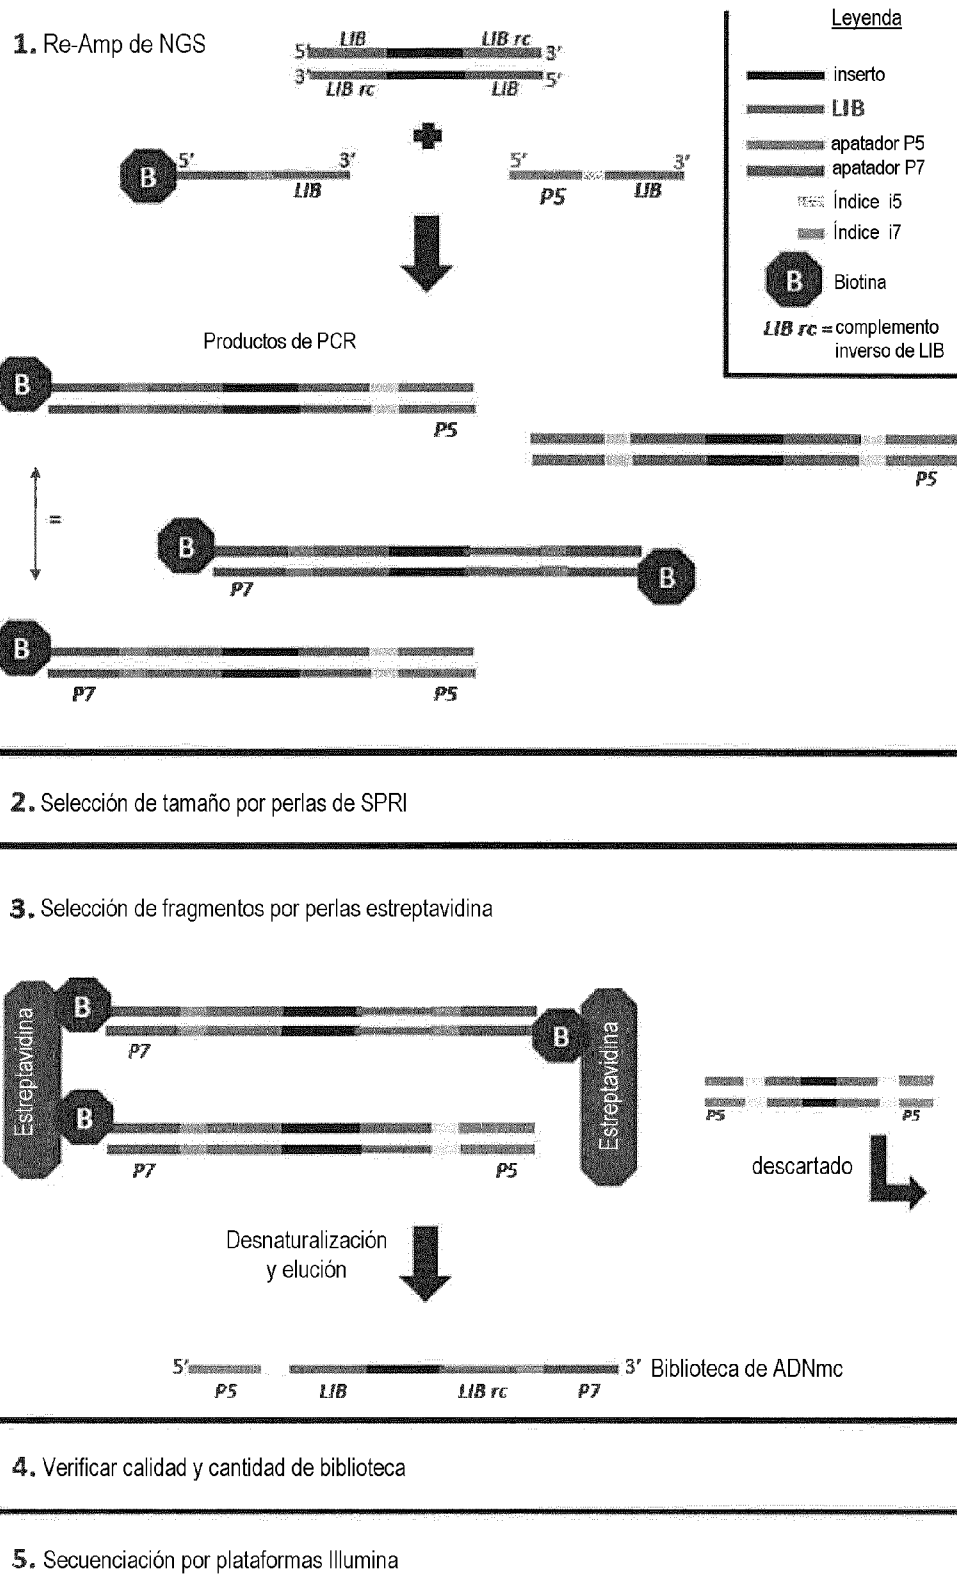 1. Re-Amp de NGS
LIB
LIB rc
5'
3'
3'
5'
LIB rc
LIB
B
5'
3'
LIB
5'
3'
P5
LIB
Leyenda
inserto
LIB
apatador P5
apatador P7
Índice i5
Índice i7
B
Biotina
LIB rc = complemento
inverso de LIB
Productos de PCR
B
P5
P5
=
B
P7
B
B
P7
P5
2. Selección de tamaño por perlas de SPRI
3. Selección de fragmentos por perlas estreptavidina
Estreptavidina
B
P7
B
Estreptavidina
B
P7
P5
P5
P5
descartado
Desnaturalización
y elución
5'
3'
Biblioteca de ADNmc
P5
LIB
LIB rc
P7
4. Verificar calidad y cantidad de biblioteca
5. Secuenciación por plataformas Illumina